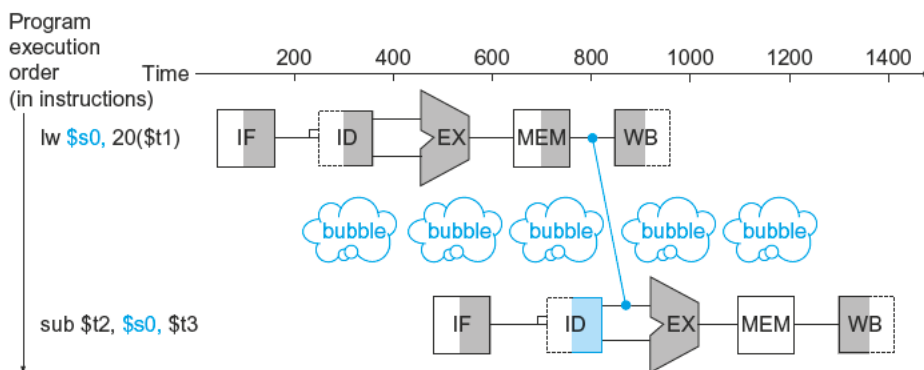 Program
execution
order
(in instructions)
Time
200 400 600 800 1000 1200 1400
lw $s0, 20($t1)
IF ID EX MEM WB
bubble bubble bubble bubble bubble
sub $t2, $s0, $t3
IF ID EX MEM WB